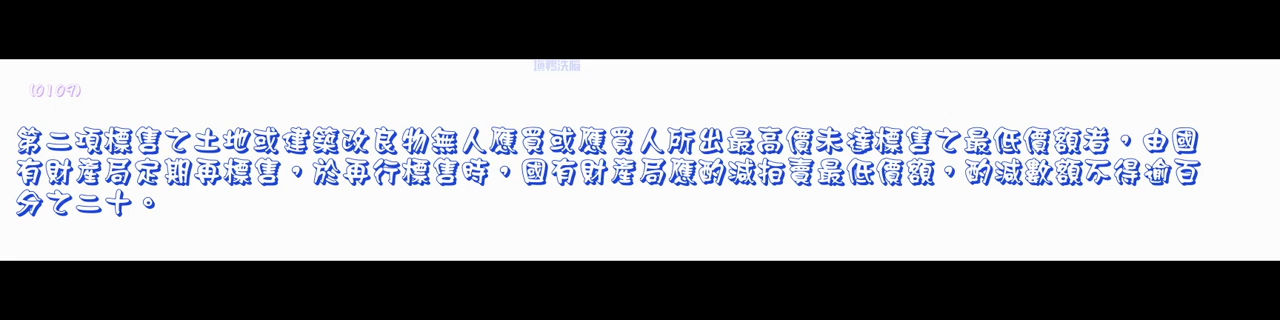 (0109)
第二項標售之土地或建築改良物無人應買或應買人所出最高價未達標售之最低價額者，由國
有財產局定期再標售，於再行標售時，國有財產局應酌減拍賣最低價額，酌減數額不得逾百
分之二十。